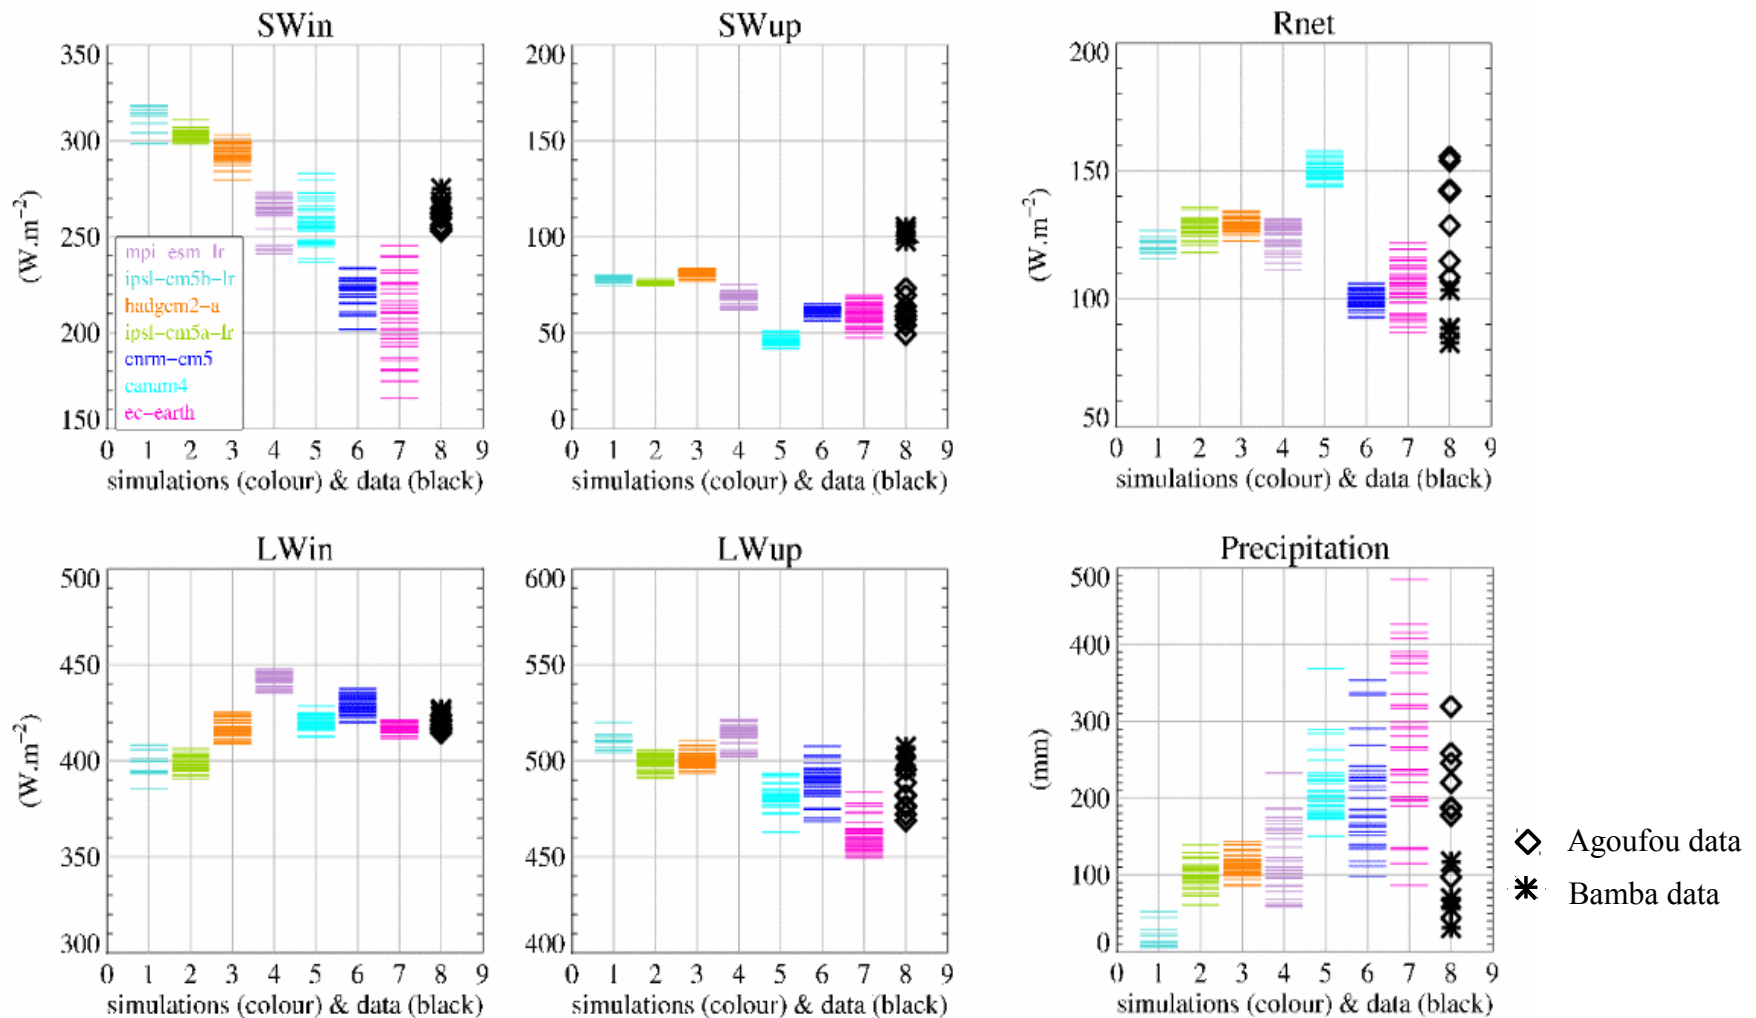 SWin
350
300
250
200
150
(W.m−2)
mpi−esm−lr
ipsl−cm5b−lr
hadgem2−a
ipsl−cm5a−lr
cnrm−cm5
canam4
ec−earth
0 1 2 3 4 5 6 7 8 9
simulations (colour) & data (black)
SWup
200
150
100
50
0
0 1 2 3 4 5 6 7 8 9
simulations (colour) & data (black)
Rnet
200
150
100
50
(W.m−2)
0 1 2 3 4 5 6 7 8 9
simulations (colour) & data (black)
LWin
500
450
400
350
300
(W.m−2)
0 1 2 3 4 5 6 7 8 9
simulations (colour) & data (black)
LWup
600
550
500
450
400
0 1 2 3 4 5 6 7 8 9
simulations (colour) & data (black)
Precipitation
500
400
300
200
100
0
(mm)
0 1 2 3 4 5 6 7 8 9
simulations (colour) & data (black)
Agoufou data
Bamba data